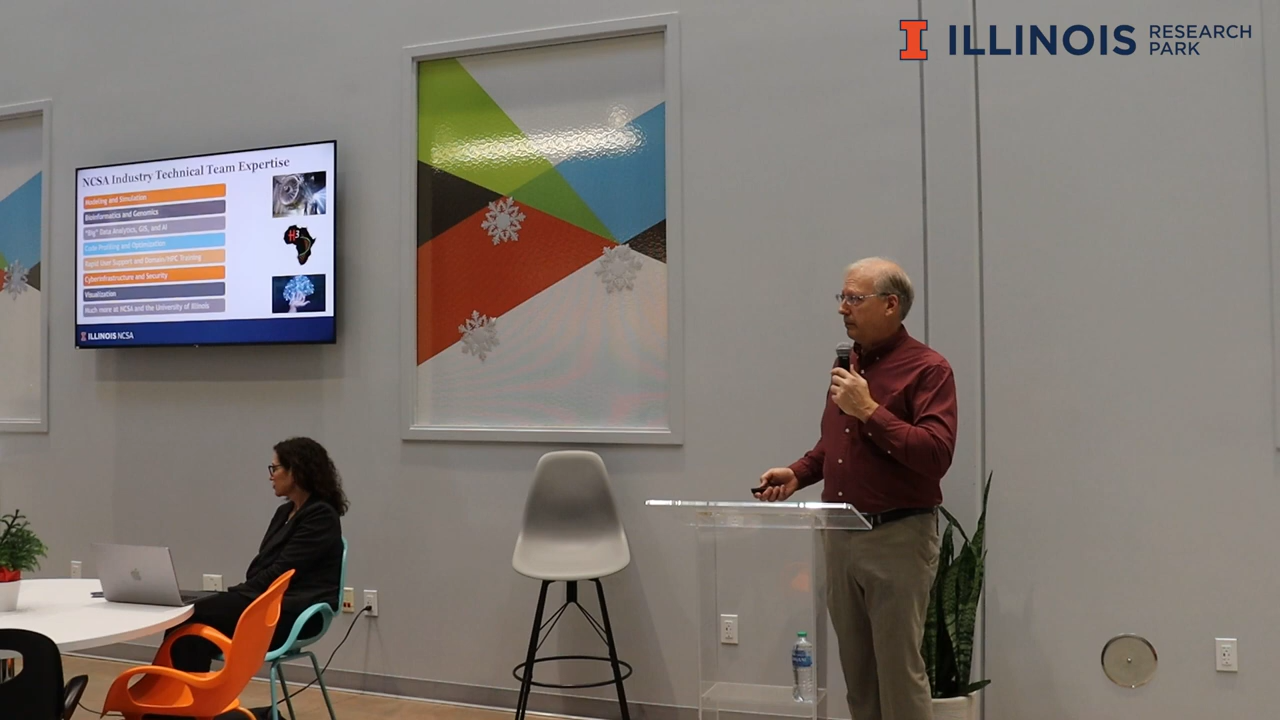 I ILLINOIS RESEARCH PARK
NCSA Industry Technical Team Expertise
Modeling and Simulation
Bioinformatics and Genomics
"Big" Data Analytics, GIS, and AI
Code Profiling and Optimization
Rapid User Support and Domain/HPC Training
Cyberinfrastructure and Security
Visualization
Much more at NCSA and the University of Illinois
H3
I ILLINOIS NCSA